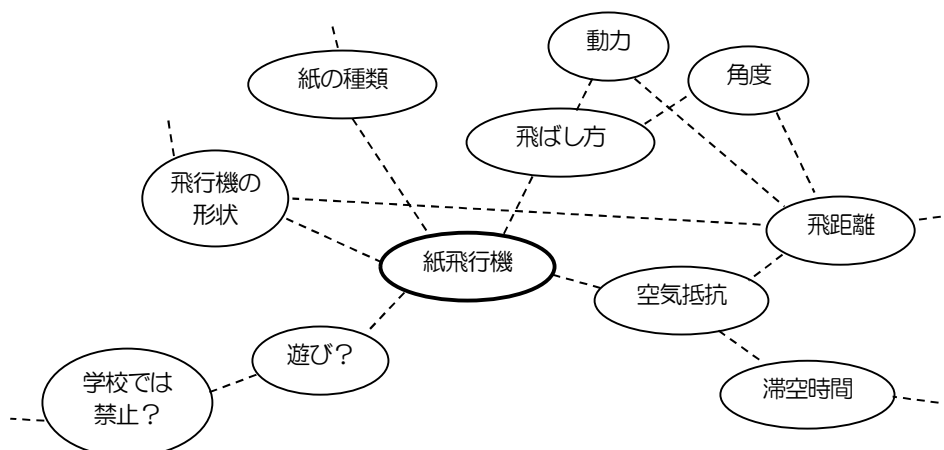 動力
角度
紙の種類
飛ばし方
飛行機の
形状
飛距離
紙飛行機
空気抵抗
遊び？
学校では
禁止？
滞空時間